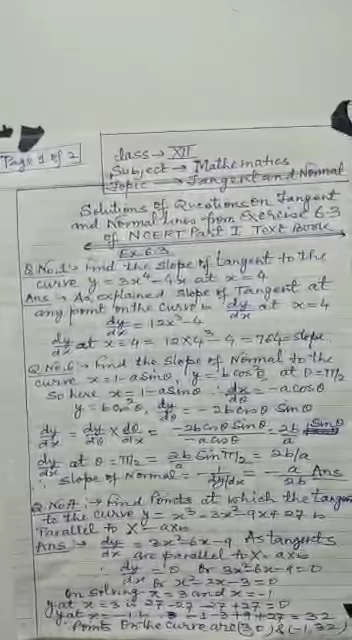 Page 1 of 2
class → XII
Subject → Mathematics
Topic → Tangent and Normal
Solutions of Questions on Tangent
and Normal lines from Exercise 6.3
of NCERT Part I Text Book
Ex 6.3
Q.No.1 → Find the slope of tangent to the
curve y = 3x⁴ - 4x at x = 4.
Ans → As explained slope of Tangent at
any point on the curve is dy/dx at x = 4
dy/dx = 12x³ - 4
dy/dx at x = 4 = 12×4³ - 4 = 764 = slope.
Q.No.6 → Find the slope of Normal to the
curve x = 1 - a sinθ, y = b cos²θ at θ = π/2
so here x = 1 - a sinθ ∴ dx/dθ = -a cosθ
y = b cos²θ, dy/dθ = -2b cosθ sinθ
dy/dx = dy/dθ × dθ/dx = -2b cosθ sinθ/-a cosθ = 2b/a sinθ
dy/dx at θ = π/2 = 2b sin π/2/a = 2b/a
∴ slope of Normal = -1/dy/dx = -a/2b Ans
Q.No.7 → Find Points at which the tangent
to the curve y = x³ - 3x² - 9x + 27 is
Parallel to X-axis
Ans → dy/dx = 3x² - 6x - 9 As tangents
are parallel to X-axis
∴ dy/dx = 0 or 3x² - 6x - 9 = 0
or x² - 2x - 3 = 0
On solving x = 3 and x = -1
y at x = 3 is 27 - 27 - 27 + 27 = 0
y at x = -1 is -1 - 3 + 9 + 27 = 32
∴ Points on the curve are (3,0) & (-1,32)